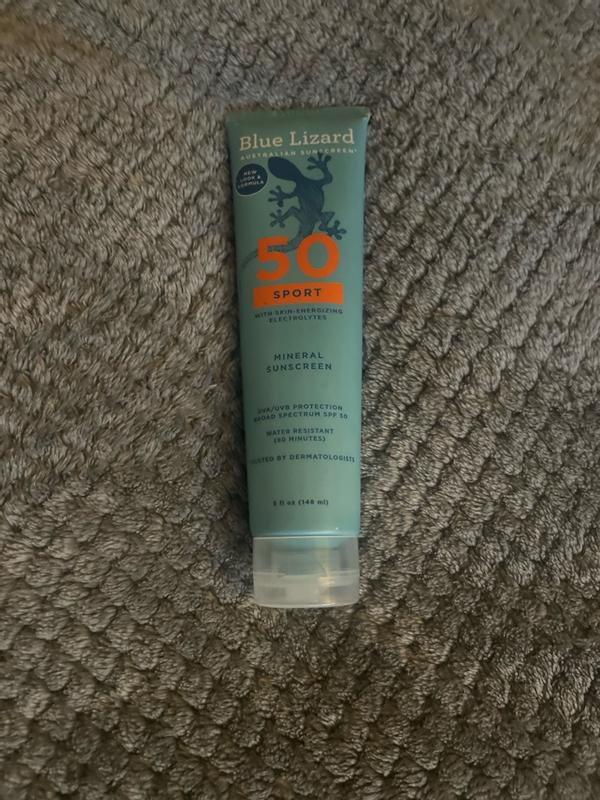 Blue Lizard
AUSTRALIAN SUNSCREEN®
NEW
LOOK &
FORMULA
50
SPORT
WITH SKIN-ENERGIZING
ELECTROLYTES
MINERAL
SUNSCREEN
UVA/UVB PROTECTION
BROAD SPECTRUM SPF 50
WATER RESISTANT
(80 MINUTES)
TRUSTED BY DERMATOLOGISTS
5 fl oz (148 ml)